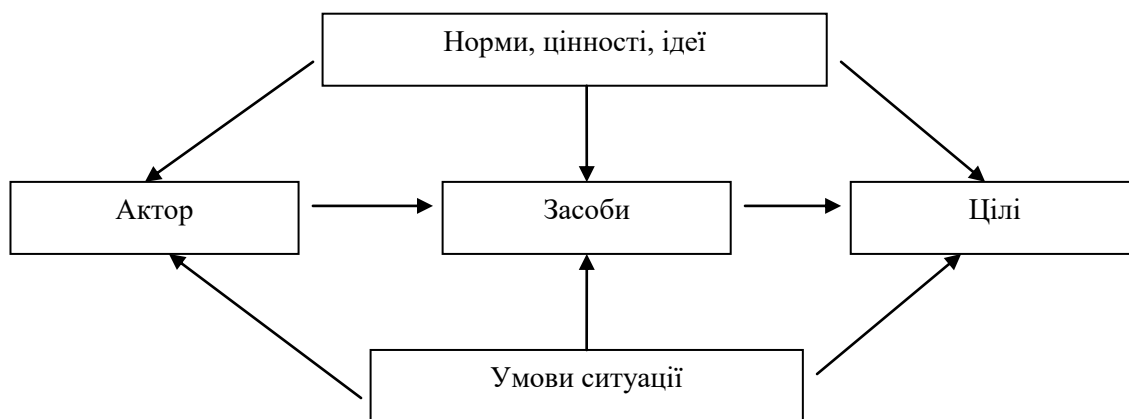 Норми, цінності, ідеї
Актор
Засоби
Цілі
Умови ситуації